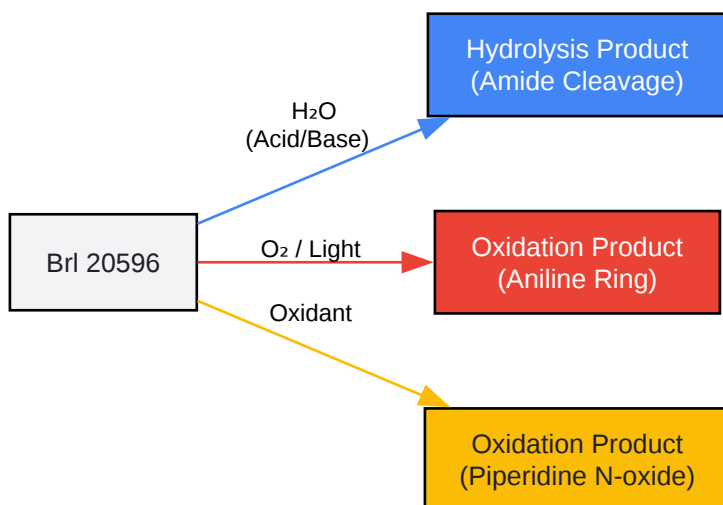 Hydrolysis Product
(Amide Cleavage)
H₂O
(Acid/Base)
Brl 20596
O₂ / Light
Oxidation Product
(Aniline Ring)
Oxidant
Oxidation Product
(Piperidine N-oxide)